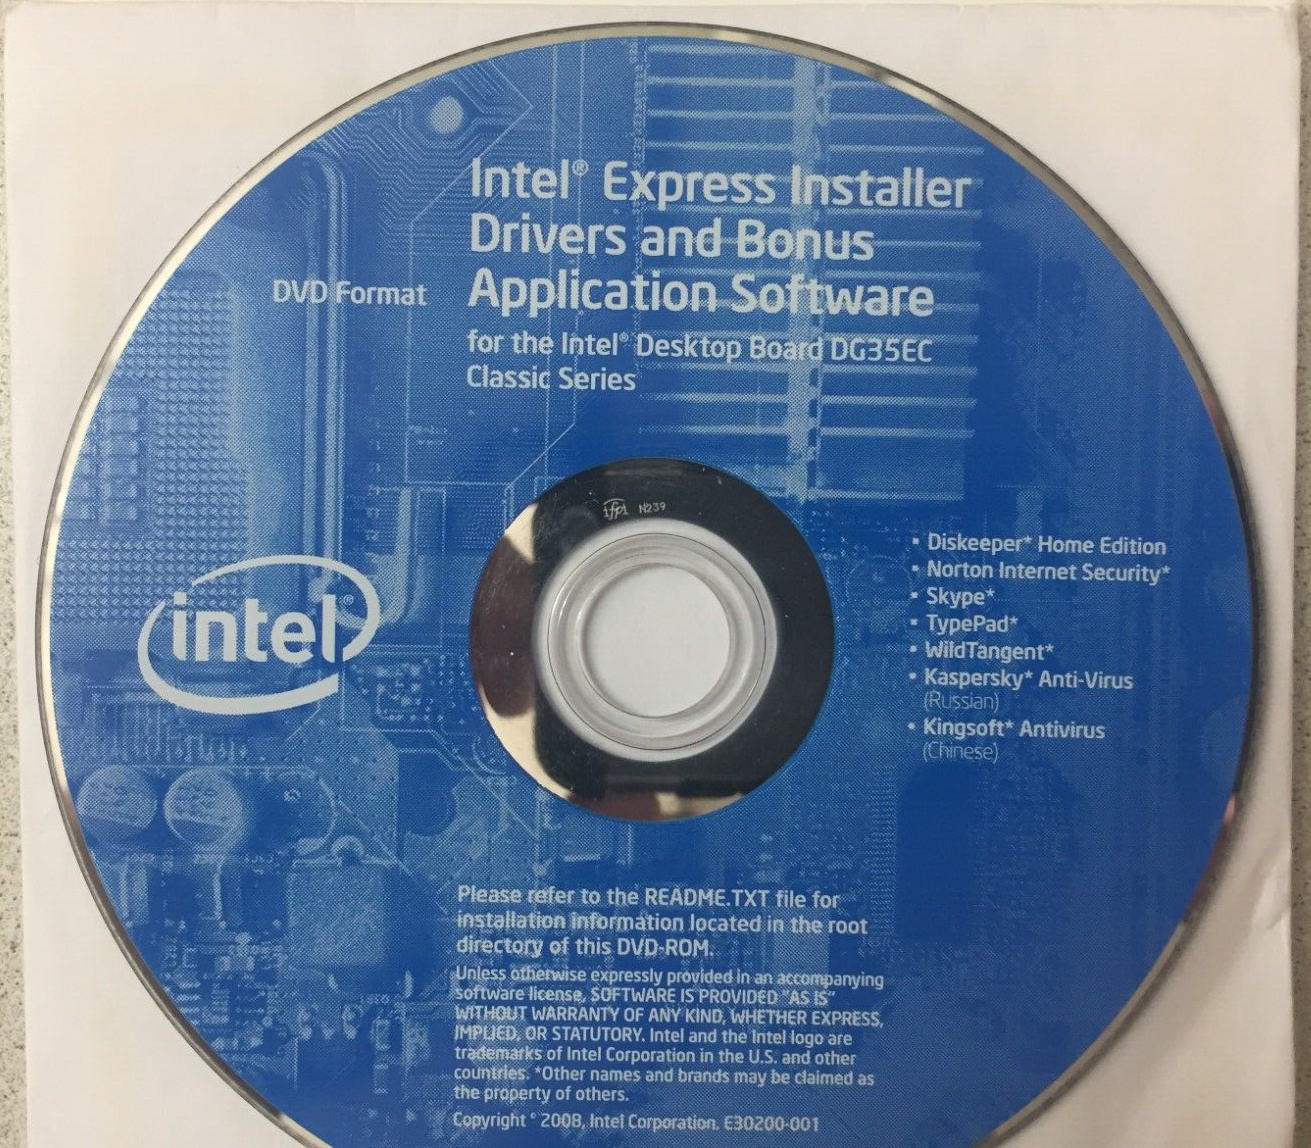 Intel® Express Installer
Drivers and Bonus
DVD Format
Application Software
for the Intel® Desktop Board DG35EC
Classic Series
ifpi N239
intel®
▪ Diskeeper* Home Edition
▪ Norton Internet Security*
▪ Skype*
▪ TypePad*
▪ WildTangent*
▪ Kaspersky* Anti-Virus
(Russian)
▪ Kingsoft* Antivirus
(Chinese)
Please refer to the README.TXT file for
installation information located in the root
directory of this DVD-ROM.
Unless otherwise expressly provided in an accompanying
software license, SOFTWARE IS PROVIDED "AS IS"
WITHOUT WARRANTY OF ANY KIND, WHETHER EXPRESS,
IMPLIED, OR STATUTORY. Intel and the Intel logo are
trademarks of Intel Corporation in the U.S. and other
countries. *Other names and brands may be claimed as
the property of others.
Copyright © 2008, Intel Corporation. E30200-001